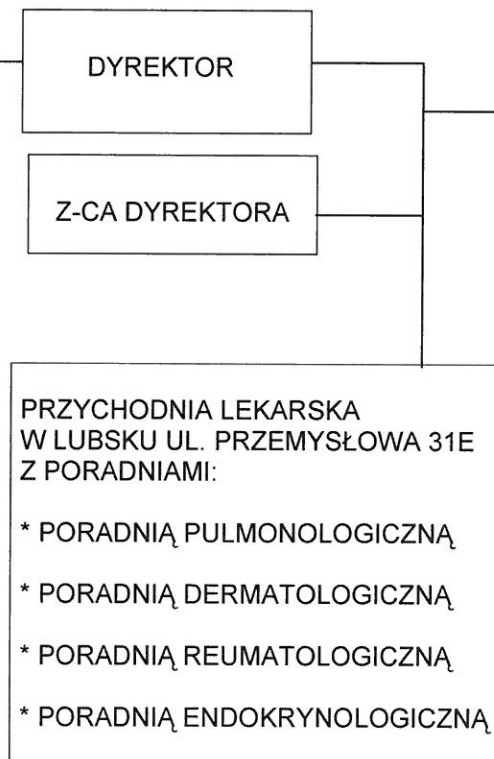 DYREKTOR
Z-CA DYREKTORA
PRZYCHODNIA LEKARSKA
W LUBSKU UL. PRZEMYSŁOWA 31E
Z PORADNIAMI:
* PORADNIĄ PULMONOLOGICZNĄ
* PORADNIĄ DERMATOLOGICZNĄ
* PORADNIĄ REUMATOLOGICZNĄ
* PORADNIĄ ENDOKRYNOLOGICZNĄ